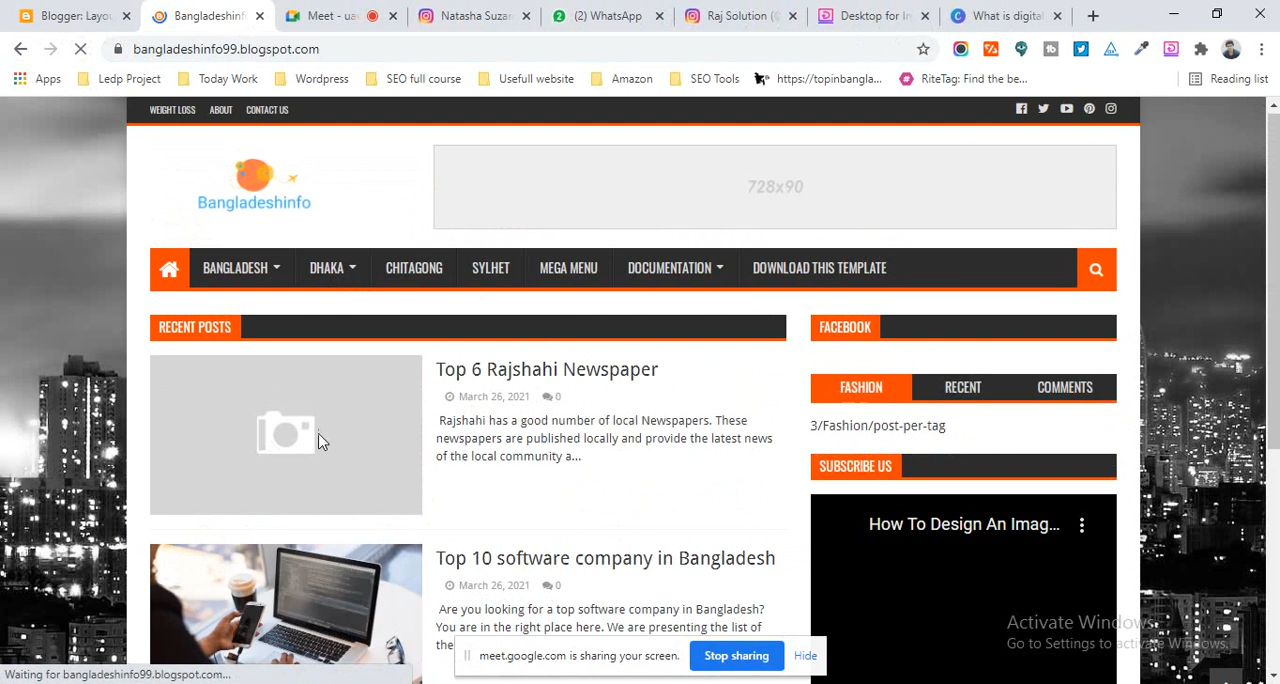 Blogger: Layou
Bangladeshinf
Meet - ua
Natasha Suzan
(2) WhatsApp
Raj Solution (@
Desktop for In
What is digita
bangladeshinfo99.blogspot.com
Apps
Ledp Project
Today Work
Wordpress
SEO full course
Usefull website
Amazon
SEO Tools
https://topinbangla...
RiteTag: Find the be...
Reading list
WEIGHT LOSS
ABOUT
CONTACT US
Bangladeshinfo
728x90
BANGLADESH
DHAKA
CHITAGONG
SYLHET
MEGA MENU
DOCUMENTATION
DOWNLOAD THIS TEMPLATE
RECENT POSTS
Top 6 Rajshahi Newspaper
March 26, 2021
0
Rajshahi has a good number of local Newspapers. These
newspapers are published locally and provide the latest news
of the local community a...
Top 10 software company in Bangladesh
March 26, 2021
0
Are you looking for a top software company in Bangladesh?
You are in the right place here. We are presenting the list of
the
FACEBOOK
FASHION
RECENT
COMMENTS
3/Fashion/post-per-tag
SUBSCRIBE US
How To Design An Imag...
Activate Windows
Go to Settings to activate Windows.
meet.google.com is sharing your screen.
Stop sharing
Hide
Waiting for bangladeshinfo99.blogspot.com...